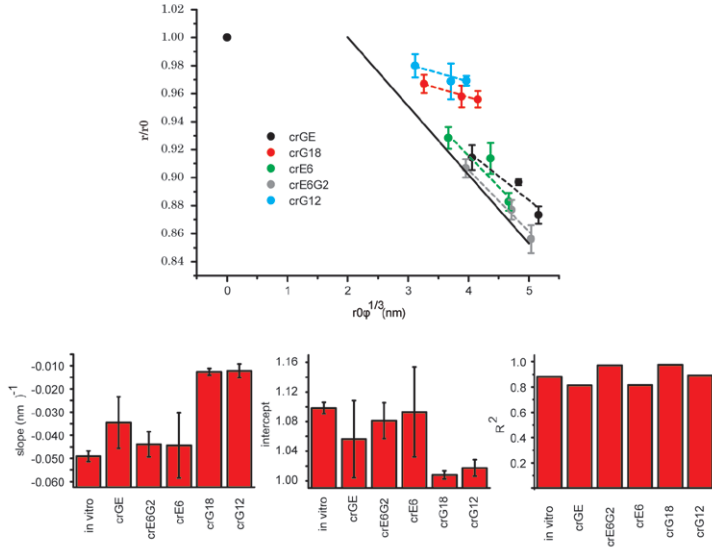 1.02
1.00
0.98
0.96
0.94
0.92
0.90
0.88
0.86
0.84
r/r0
crGE
crG18
crE6
crE6G2
crG12
0 1 2 3 4 5
r0φ^1/3 (nm)
-0.010
-0.020
-0.030
-0.040
-0.050
-0.060
slope (nm )^-1
in vitro
crGE
crE6G2
crE6
crG18
crG12
1.16
1.12
1.08
1.04
1.00
intercept
in vitro
crGE
crE6G2
crE6
crG18
crG12
1.0
0.8
0.6
0.4
0.2
R^2
in vitro
crGE
crE6G2
crE6
crG18
crG12